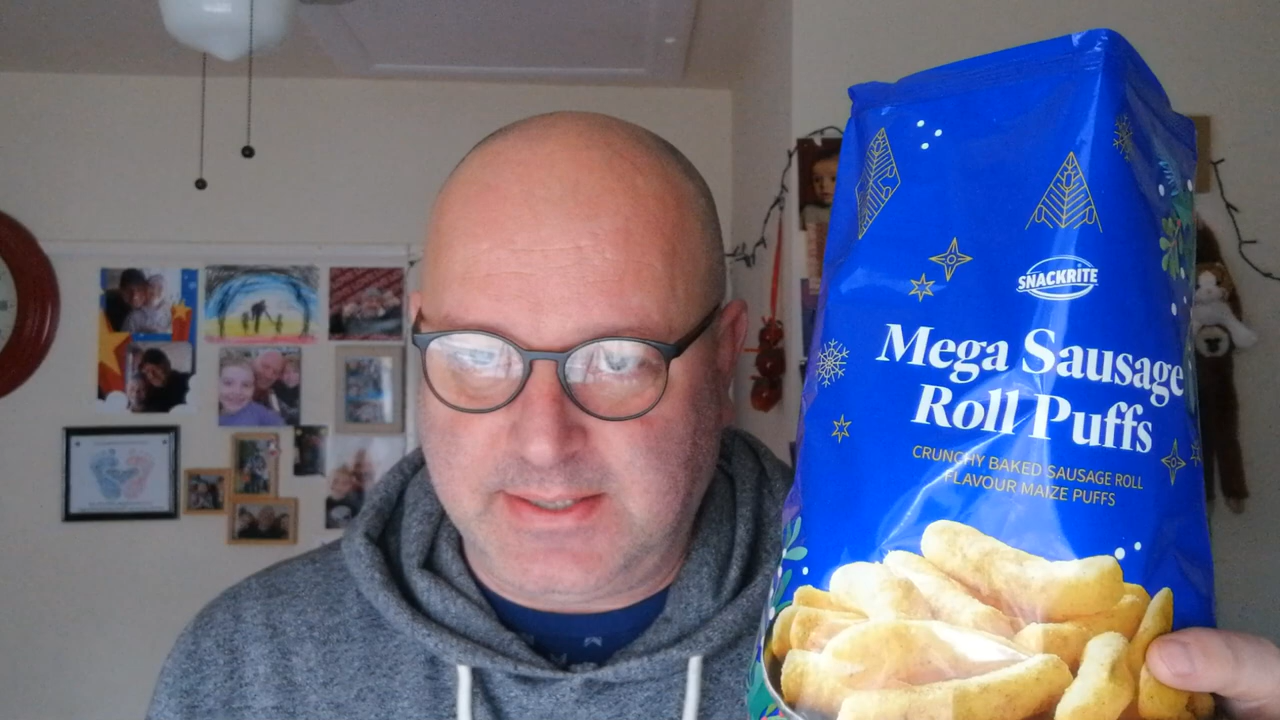 SNACKRITE
Mega Sausage
Roll Puffs
CRUNCHY BAKED SAUSAGE ROLL
FLAVOUR MAIZE PUFFS